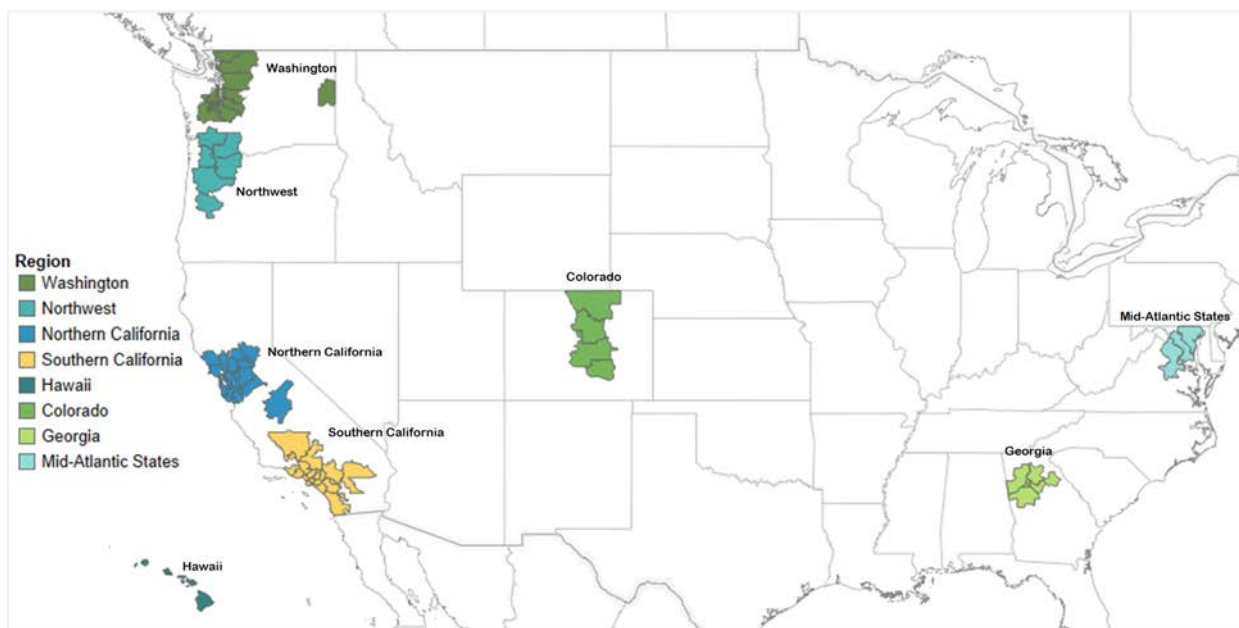 Washington
Northwest
Colorado
Region
Washington
Northwest
Northern California
Southern California
Hawaii
Colorado
Georgia
Mid-Atlantic States
Mid-Atlantic States
Northern California
Southern California
Georgia
Hawaii